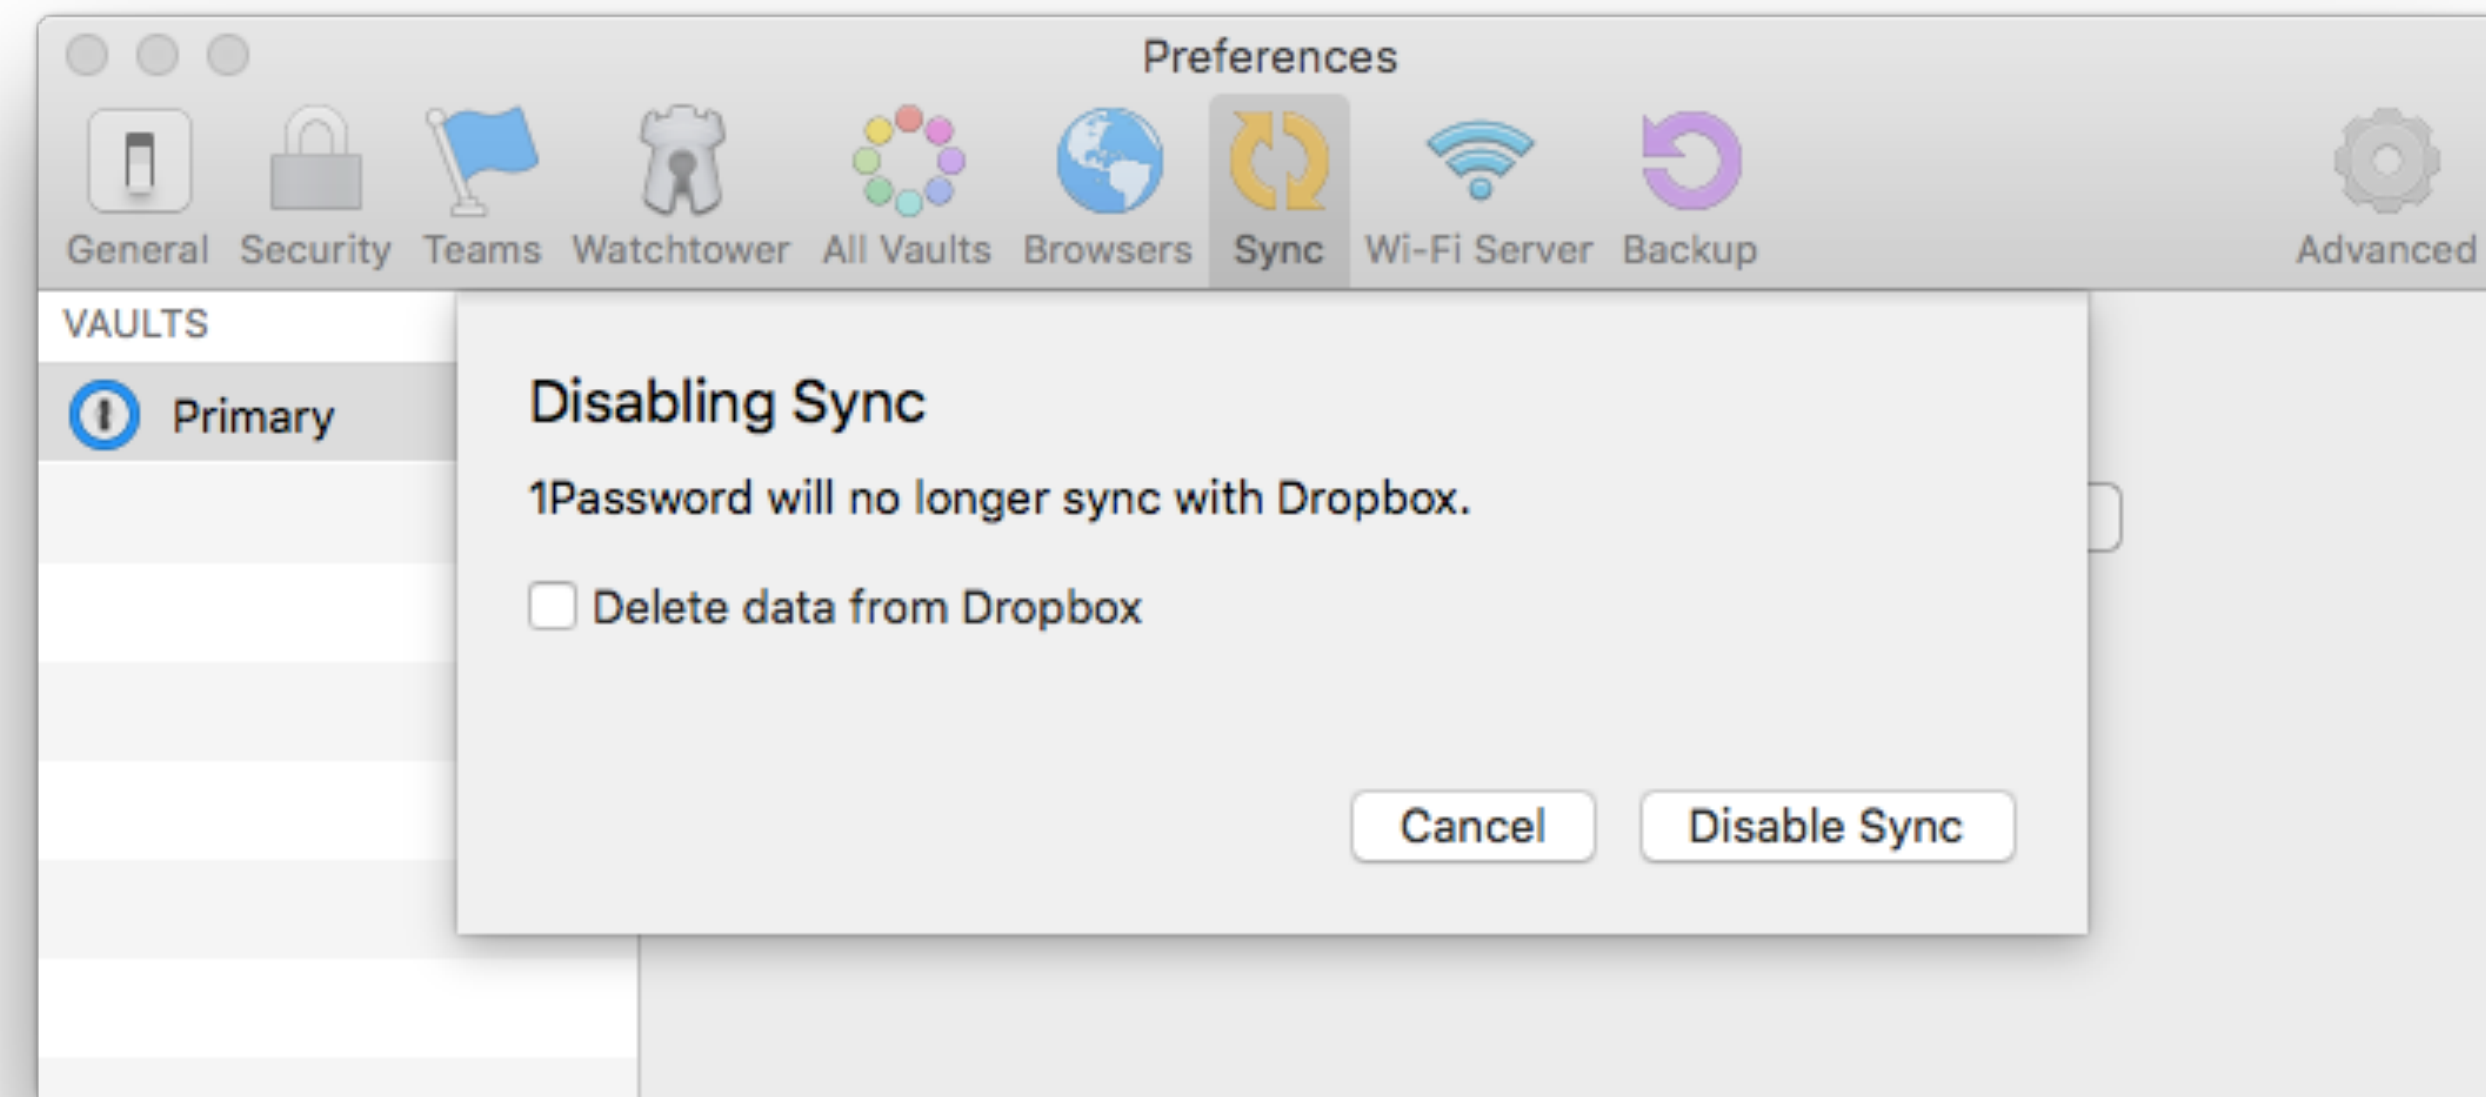 Preferences
General Security Teams Watchtower All Vaults Browsers Sync Wi-Fi Server Backup Advanced
VAULTS
Primary
Disabling Sync
1Password will no longer sync with Dropbox.
Delete data from Dropbox
Cancel Disable Sync